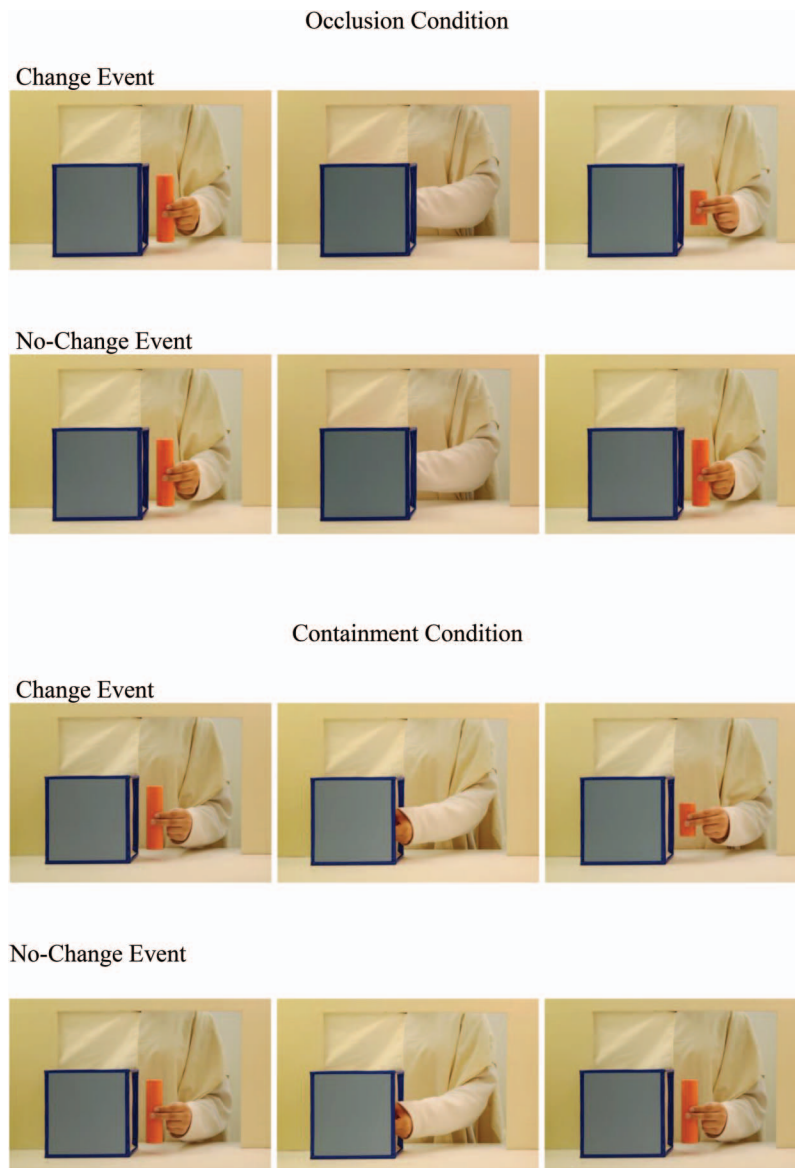 Occlusion Condition
Change Event
No-Change Event
Containment Condition
Change Event
No-Change Event